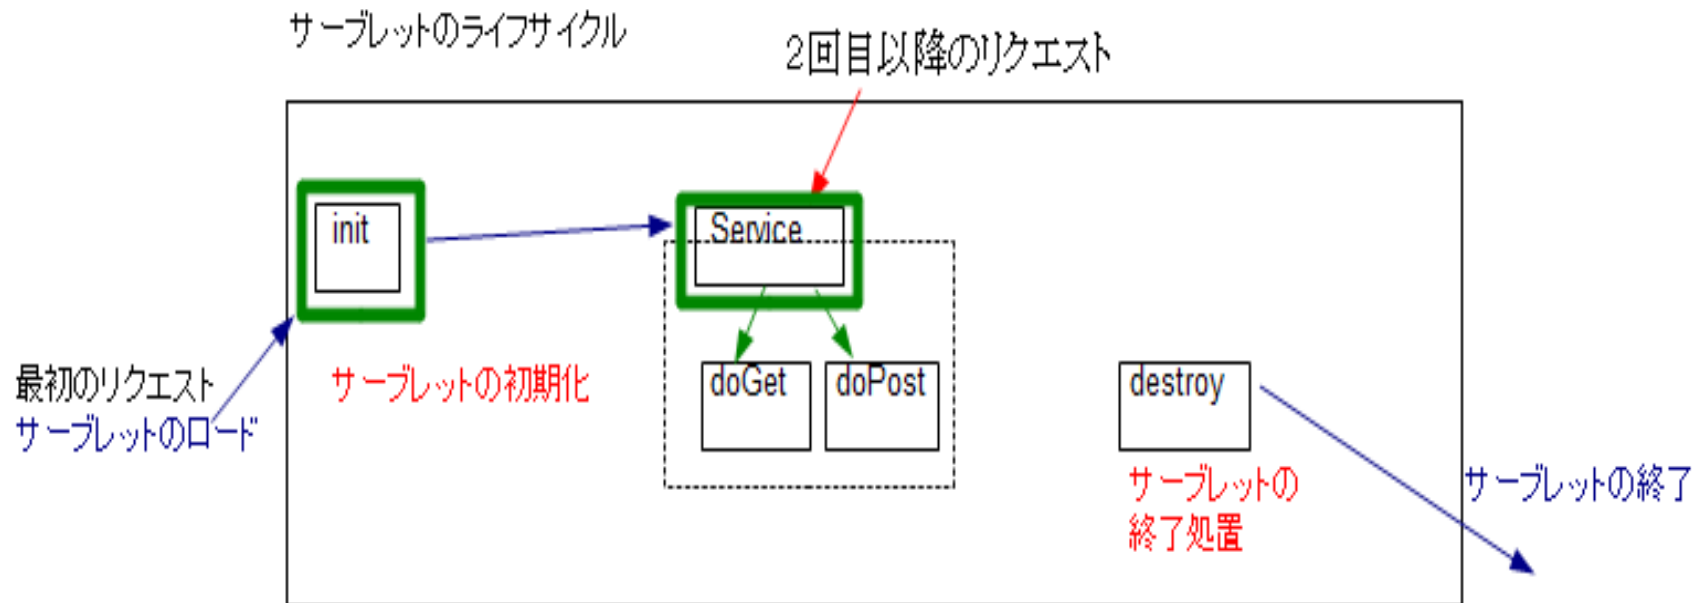 サーブレットのライフサイクル
2回目以降のリクエスト
init
Service
最初のリクエスト
サーブレットのロード
サーブレットの初期化
doGet
doPost
destroy
サーブレットの
終了処置
サーブレットの終了